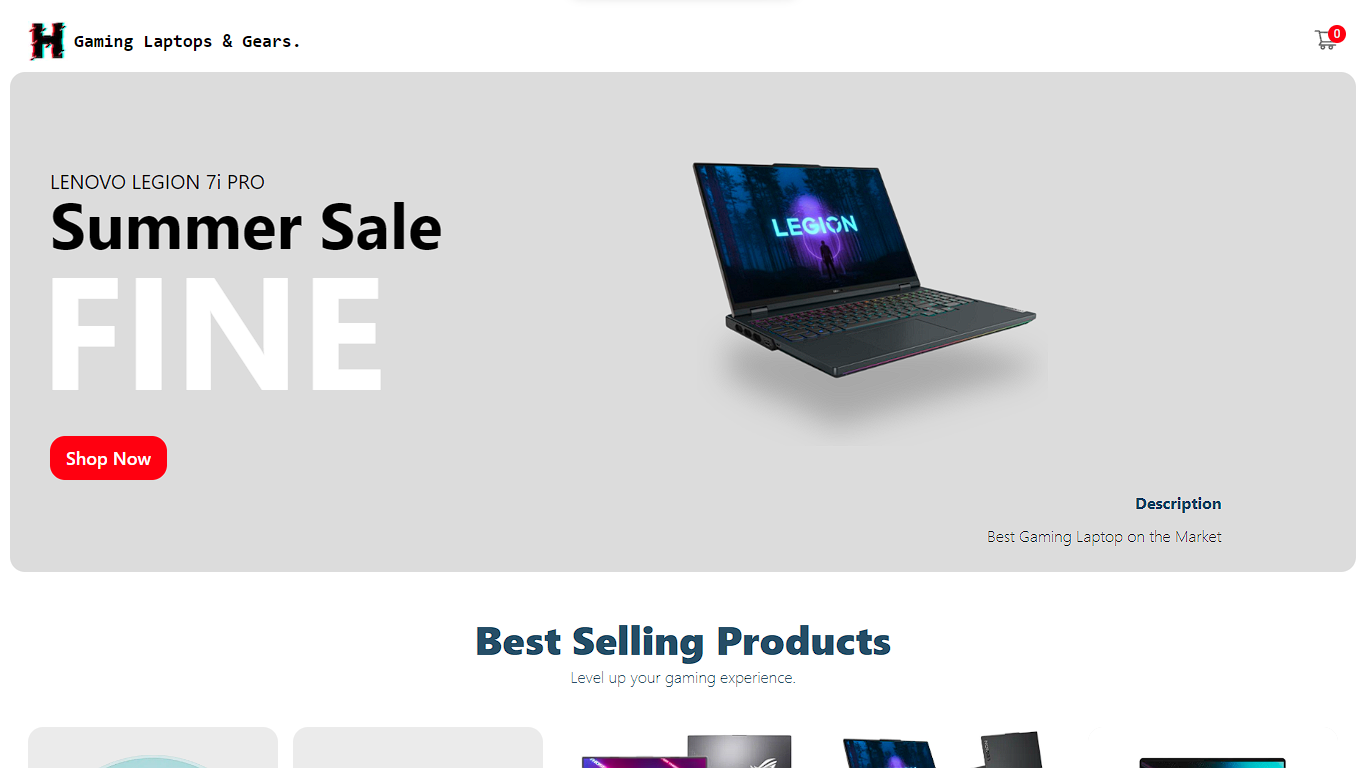 H Gaming Laptops & Gears.
0
LENOVO LEGION 7i PRO
Summer Sale
FINE
LEGION
Shop Now
Description
Best Gaming Laptop on the Market
Best Selling Products
Level up your gaming experience.